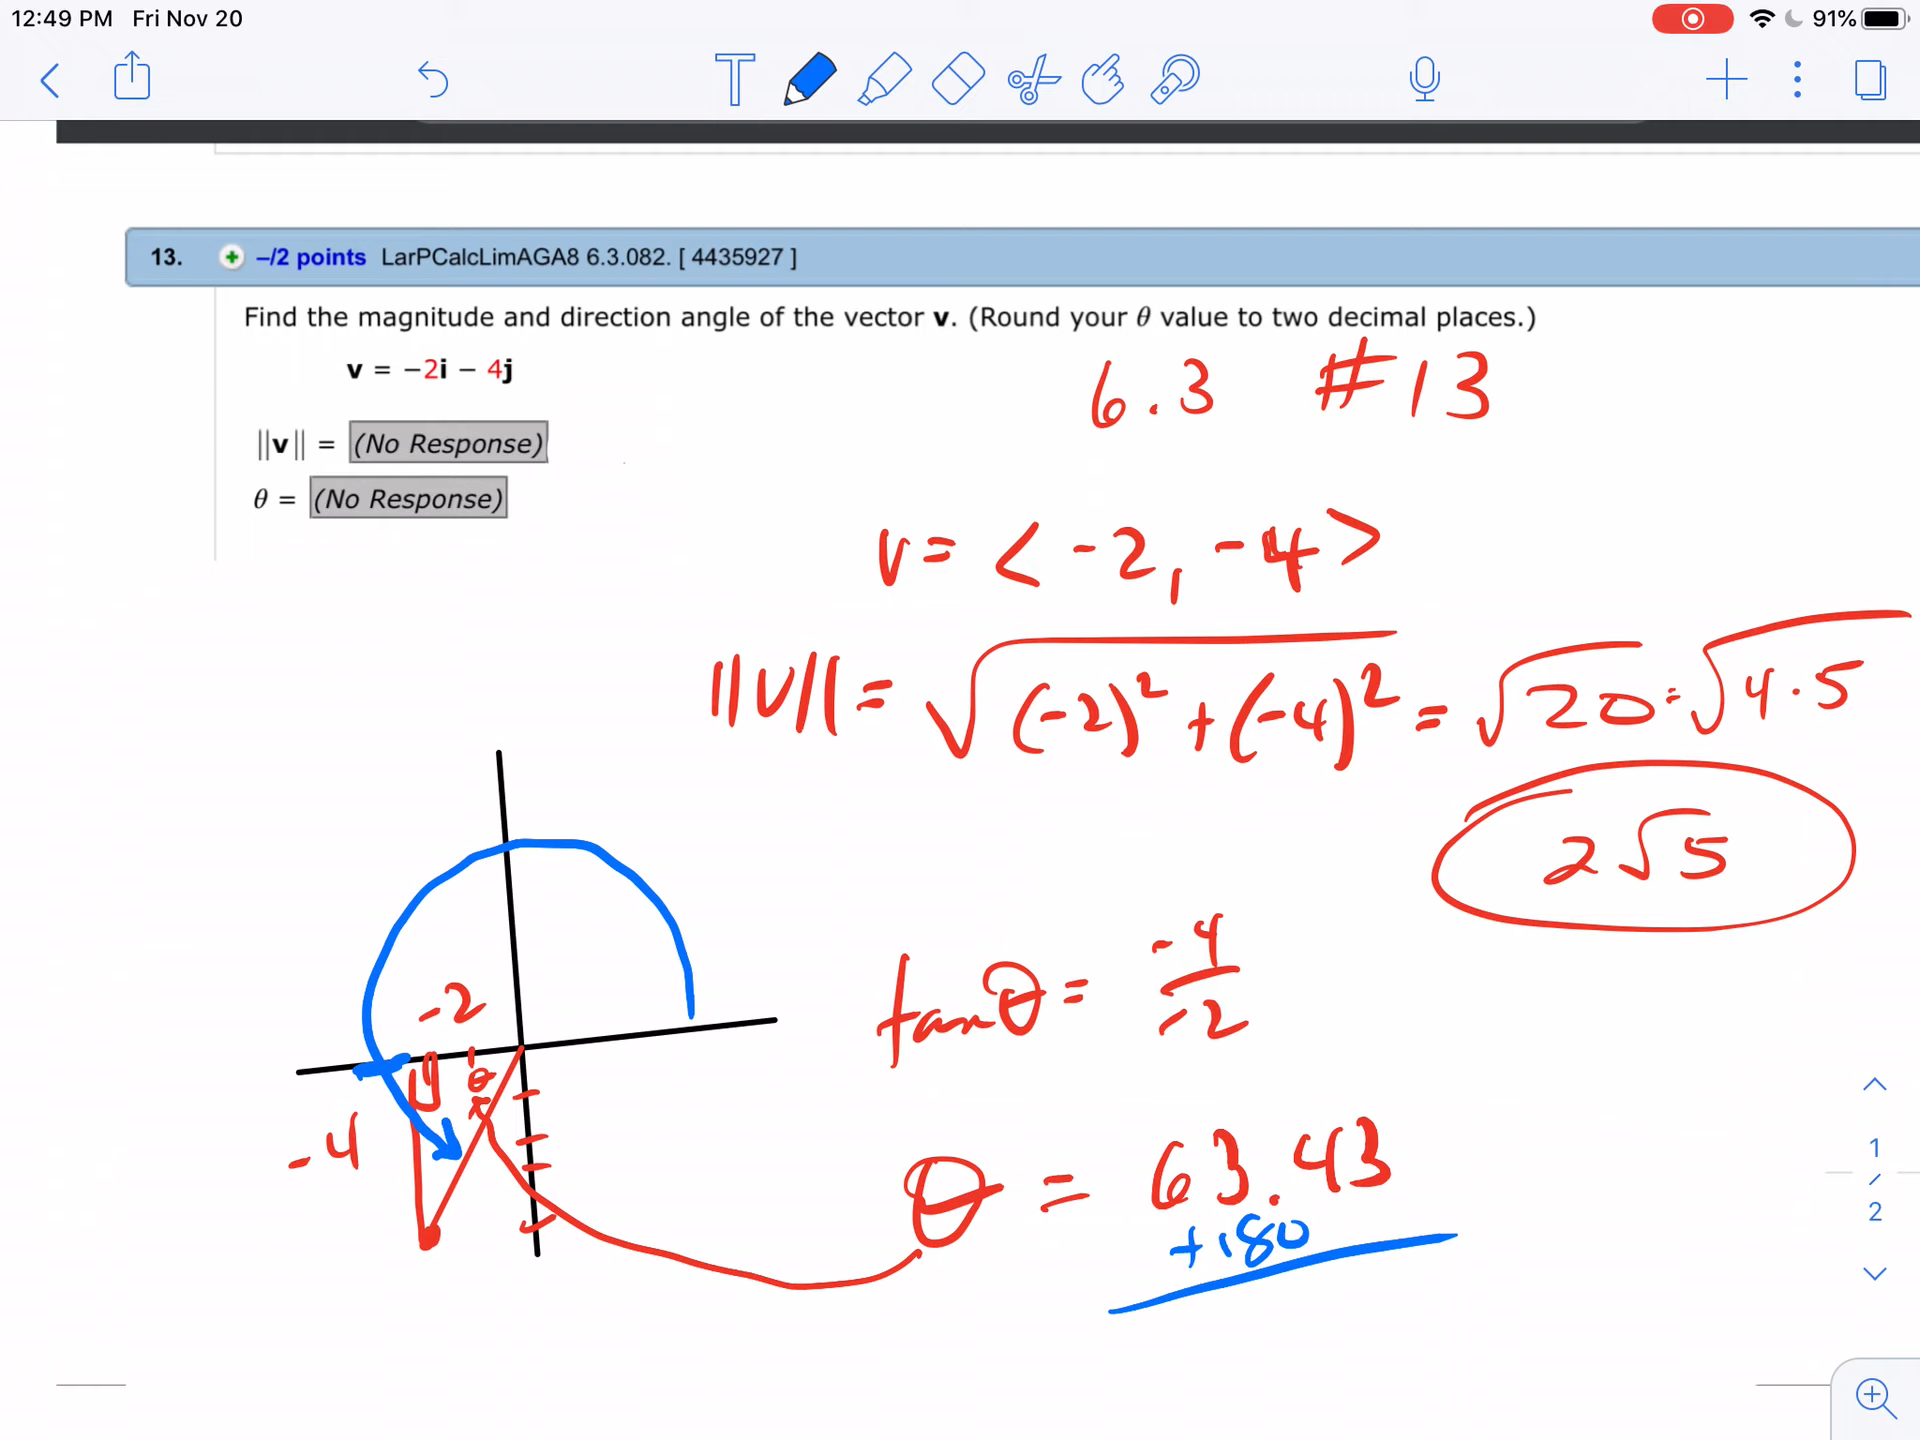 12:49 PM Fri Nov 20
91%
T
13. –/2 points LarPCalcLimAGA8 6.3.082. [ 4435927 ]
Find the magnitude and direction angle of the vector v. (Round your θ value to two decimal places.)
v = −2i − 4j
6.3 #13
||v|| = (No Response)
θ = (No Response)
v = < -2, -4 >
||v|| = √(-2)² + (-4)² = √20 = √4·5
2√5
tanθ = -4/-2
-2
θ
-4
θ = 63.43
+180
1
/
2